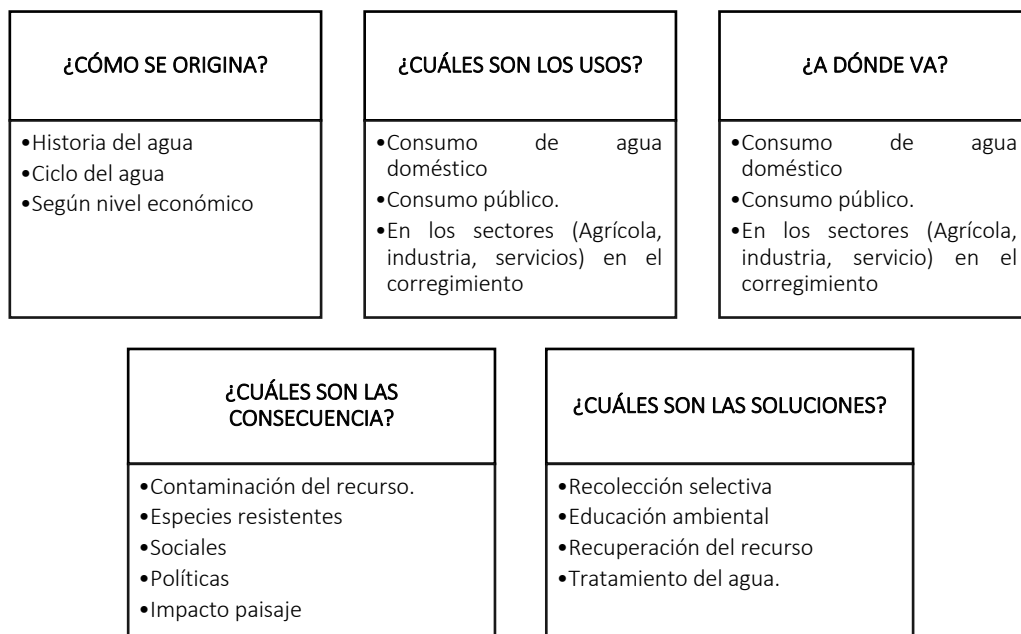 ¿CÓMO SE ORIGINA?
•Historia del agua
•Ciclo del agua
•Según nivel económico
¿CUÁLES SON LOS USOS?
•Consumo de agua
doméstico
•Consumo público.
•En los sectores (Agrícola,
industria, servicios) en el
corregimiento
¿A DÓNDE VA?
•Consumo de agua
doméstico
•Consumo público.
•En los sectores (Agrícola,
industria, servicio) en el
corregimiento
¿CUÁLES SON LAS
CONSECUENCIA?
•Contaminación del recurso.
•Especies resistentes
•Sociales
•Políticas
•Impacto paisaje
¿CUÁLES SON LAS SOLUCIONES?
•Recolección selectiva
•Educación ambiental
•Recuperación del recurso
•Tratamiento del agua.